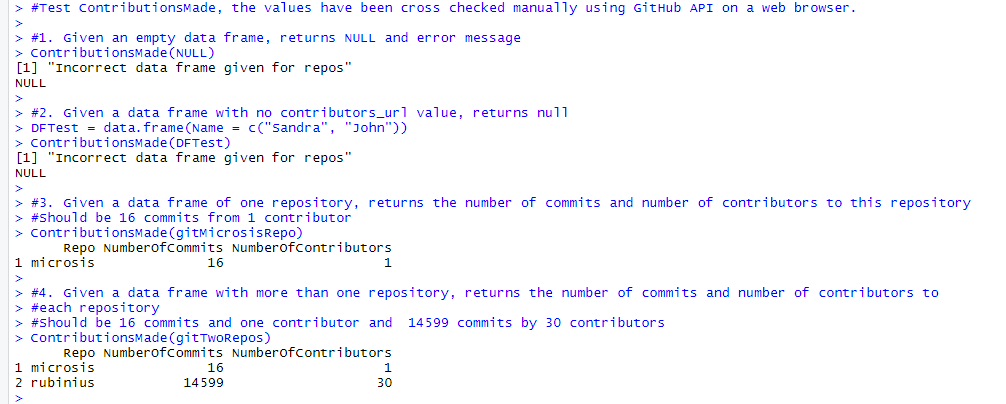 > #Test ContributionsMade, the values have been cross checked manually using GitHub API on a web browser.
>
> #1. Given an empty data frame, returns NULL and error message
> ContributionsMade(NULL)
[1] "Incorrect data frame given for repos"
NULL
>
> #2. Given a data frame with no contributors_url value, returns null
> DFTest = data.frame(Name = c("Sandra", "John"))
> ContributionsMade(DFTest)
[1] "Incorrect data frame given for repos"
NULL
>
> #3. Given a data frame of one repository, returns the number of commits and number of contributors to this repository
> #Should be 16 commits from 1 contributor
> ContributionsMade(gitMicrosisRepo)
      Repo NumberOfCommits NumberOfContributors
1 microsis              16                    1
>
> #4. Given a data frame with more than one repository, returns the number of commits and number of contributors to
> #each repository
> #Should be 16 commits and one contributor and  14599 commits by 30 contributors
> ContributionsMade(gitTwoRepos)
      Repo NumberOfCommits NumberOfContributors
1 microsis              16                    1
2 rubinius           14599                   30
>